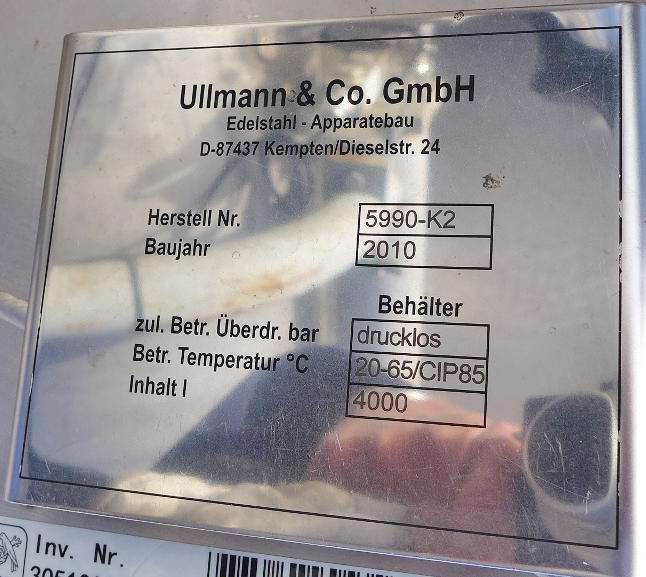 Ullmann & Co. GmbH
Edelstahl - Apparatebau
D-87437 Kempten/Dieselstr. 24
Herstell Nr. 5990-K2
Baujahr 2010
Behälter
zul. Betr. Überdr. bar drucklos
Betr. Temperatur °C 20-65/CIP85
Inhalt l 4000
Inv. Nr.